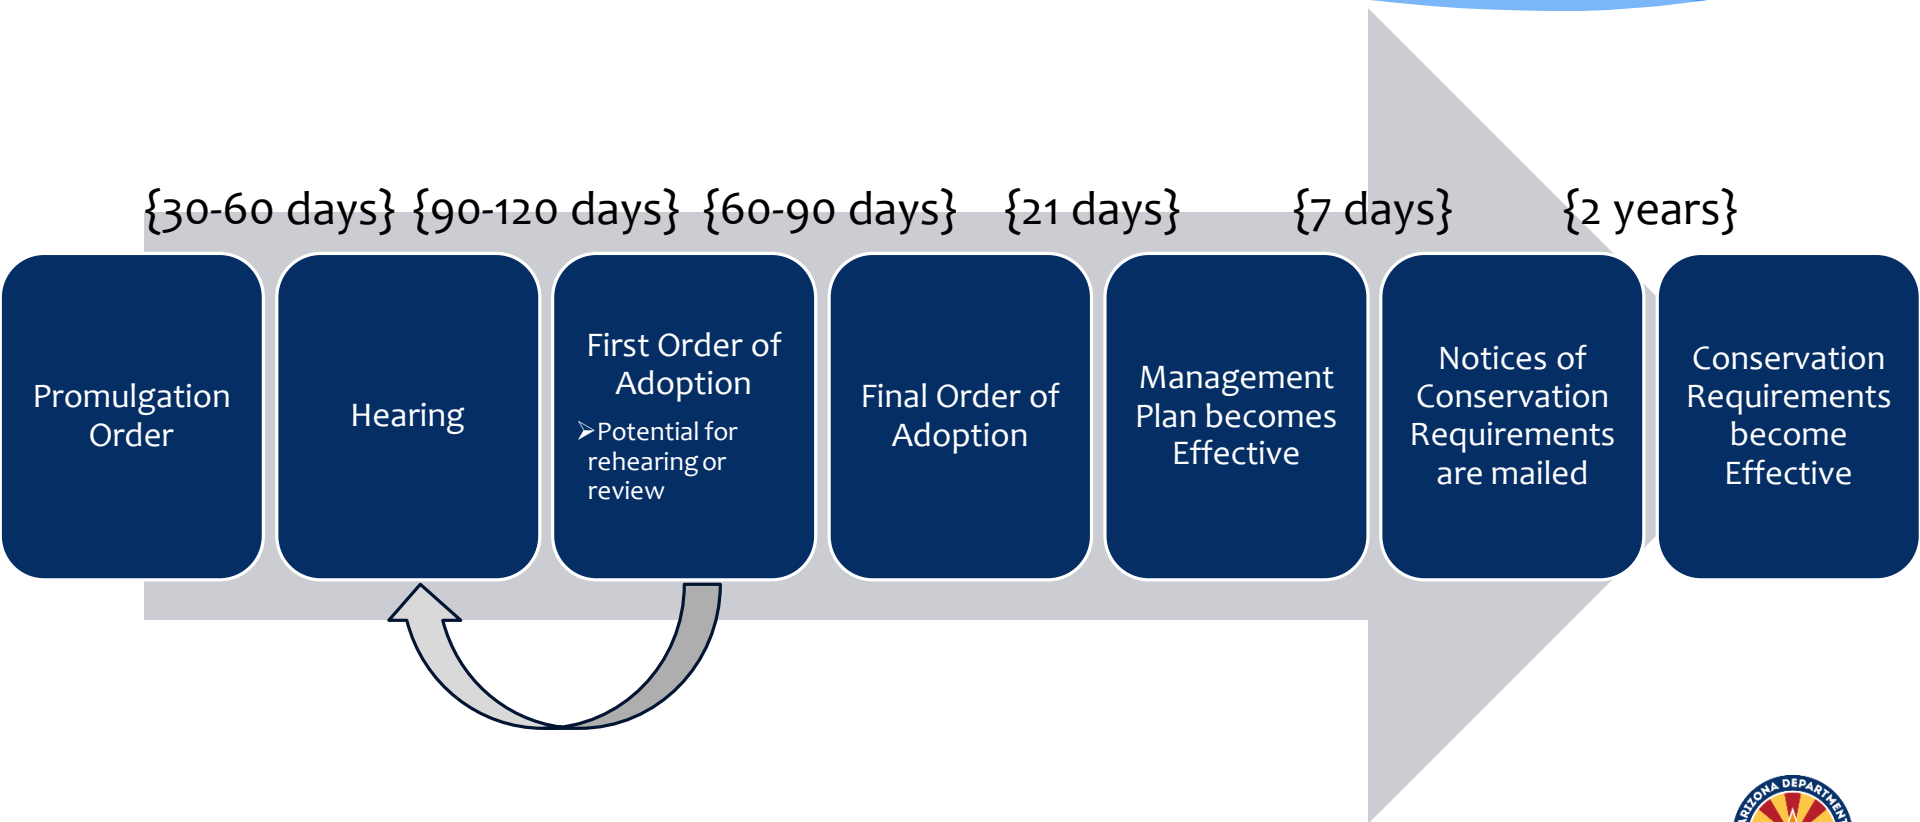 {30-60 days} {90-120 days} {60-90 days} {21 days} {7 days} {2 years}
Promulgation
Order
Hearing
First Order of
Adoption
➢Potential for
rehearing or
review
Final Order of
Adoption
Management
Plan becomes
Effective
Notices of
Conservation
Requirements
are mailed
Conservation
Requirements
become
Effective
ARIZONA